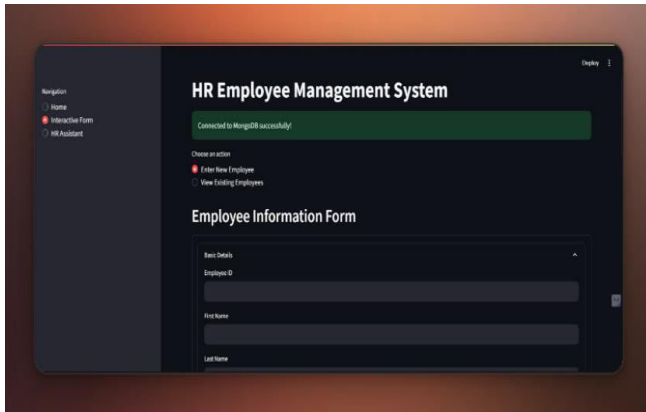 Deploy
Navigation
Home
Interactive Form
HR Assistant
HR Employee Management System
Connected to MongoDB successfully!
Choose an action
Enter New Employee
View Existing Employees
Employee Information Form
Basic Details
Employee ID
First Name
Last Name